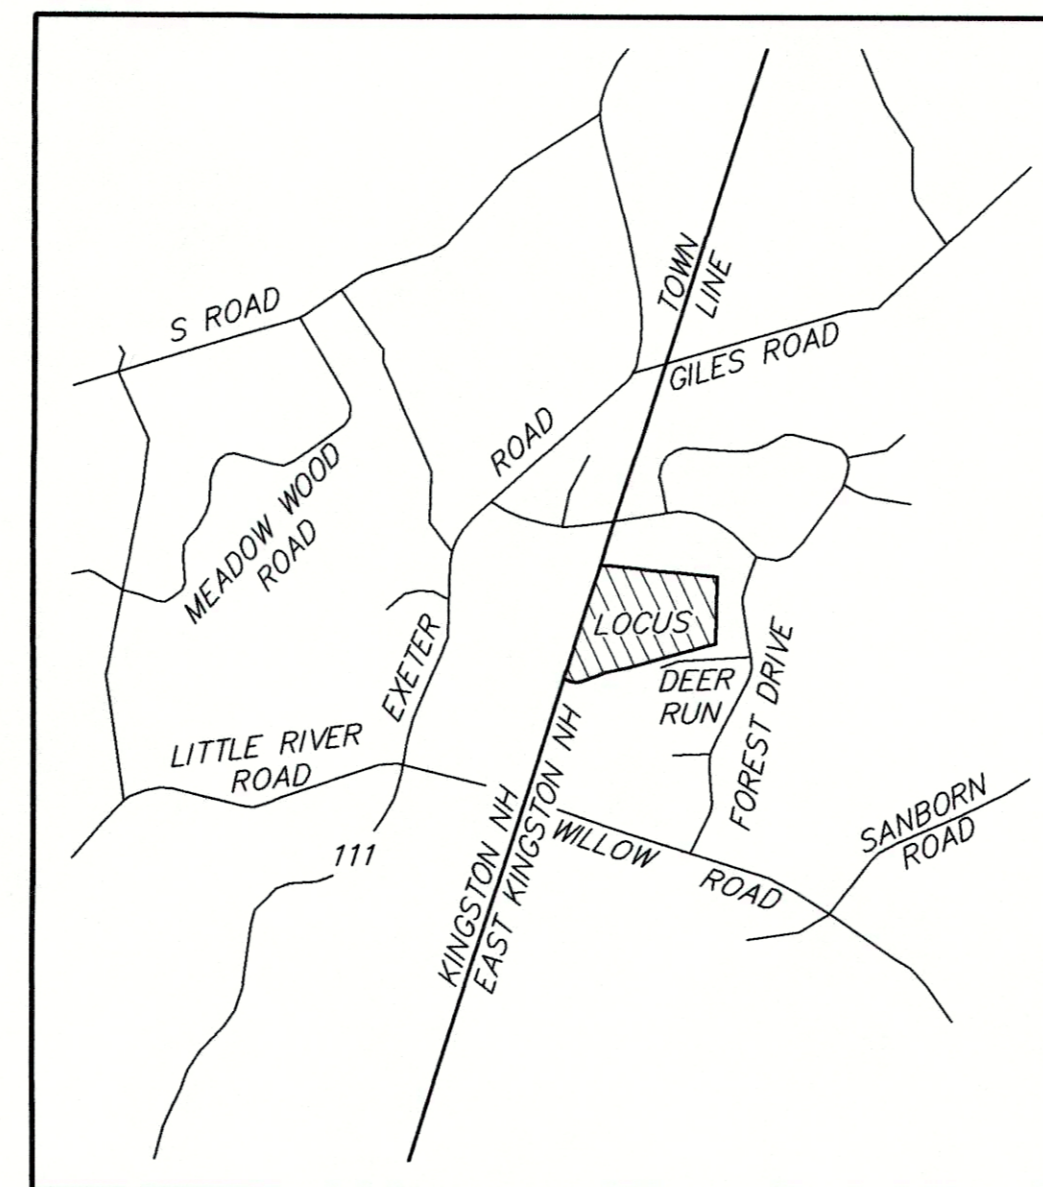 TOWN
LINE
S ROAD
GILES ROAD
ROAD
MEADOW WOOD
ROAD
LOCUS
EXETER
DEER
RUN
FOREST DRIVE
LITTLE RIVER
ROAD
KINGSTON NH
EAST KINGSTON NH
WILLOW ROAD
SANBORN
ROAD
111